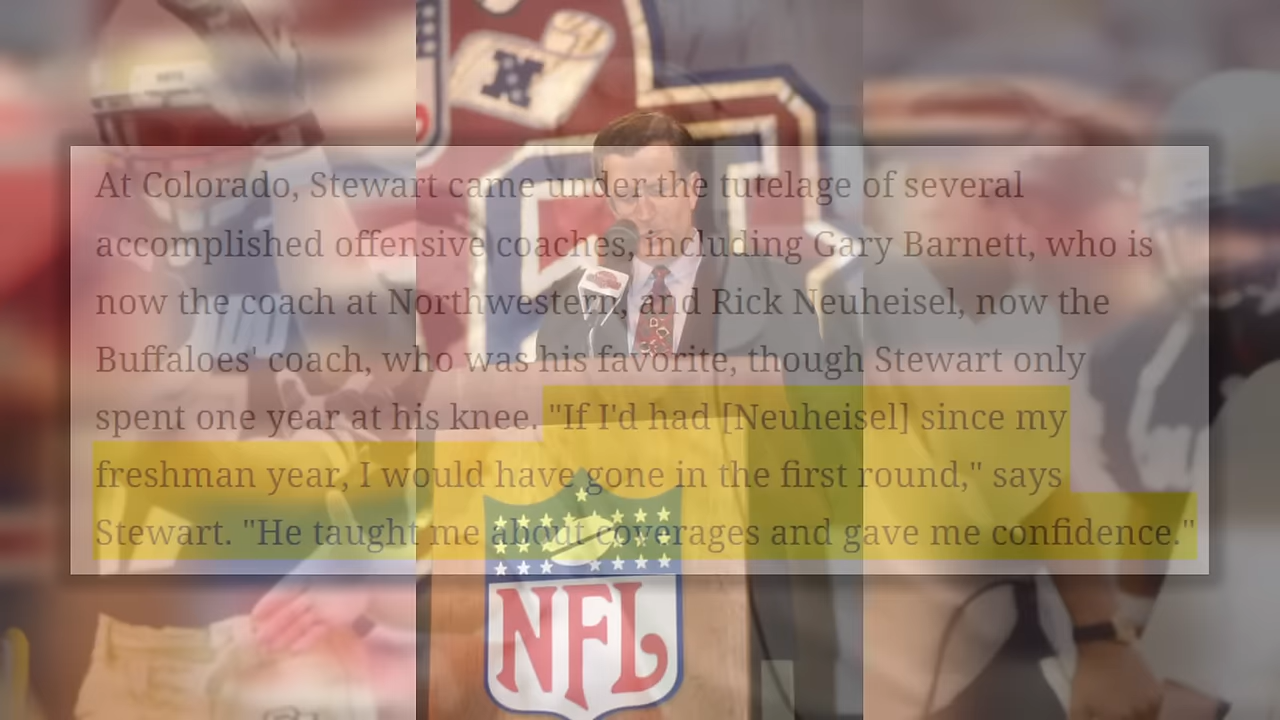 At Colorado, Stewart came under the tutelage of several
accomplished offensive coaches, including Gary Barnett, who is
now the coach at Northwestern, and Rick Neuheisel, now the
Buffaloes' coach, who was his favorite, though Stewart only
spent one year at his knee. "If I'd had [Neuheisel] since my
freshman year, I would have gone in the first round," says
Stewart. "He taught me about coverages and gave me confidence."
NFL